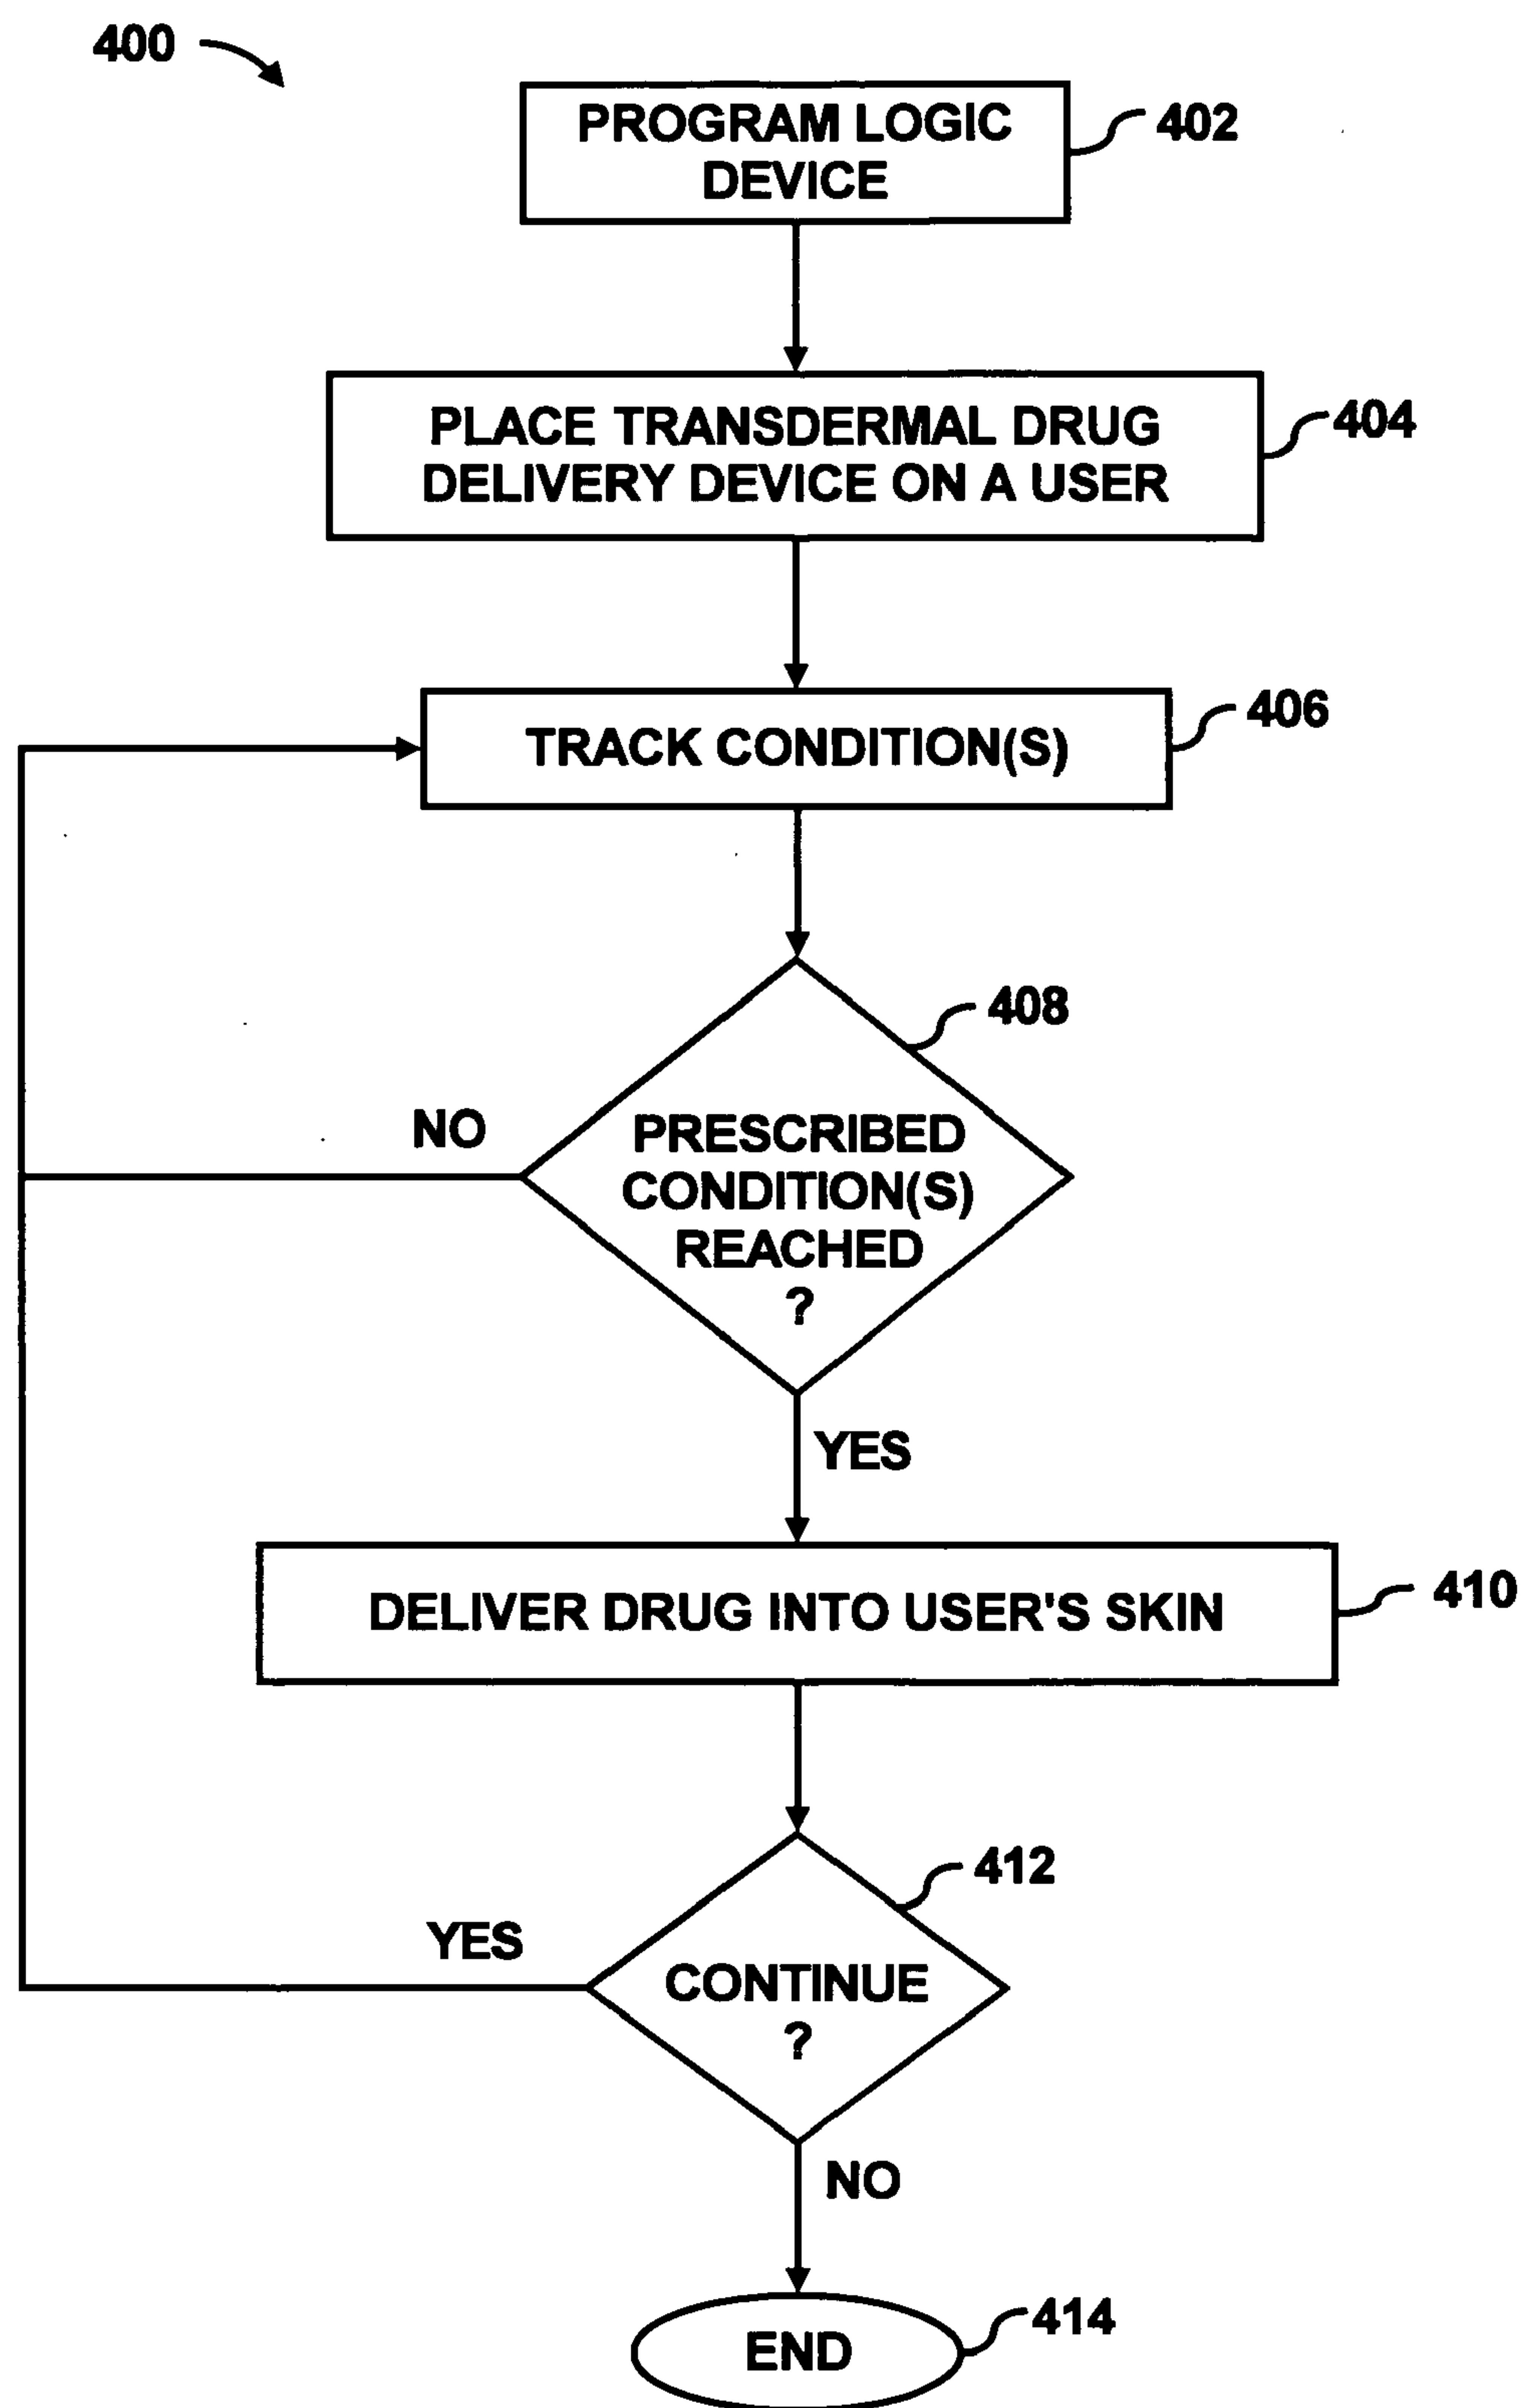 400
PROGRAM LOGIC
DEVICE
402
PLACE TRANSDERMAL DRUG
DELIVERY DEVICE ON A USER
404
TRACK CONDITION(S)
406
408
PRESCRIBED
CONDITION(S)
REACHED
?
NO
YES
DELIVER DRUG INTO USER'S SKIN
410
412
CONTINUE
?
YES
NO
END
414